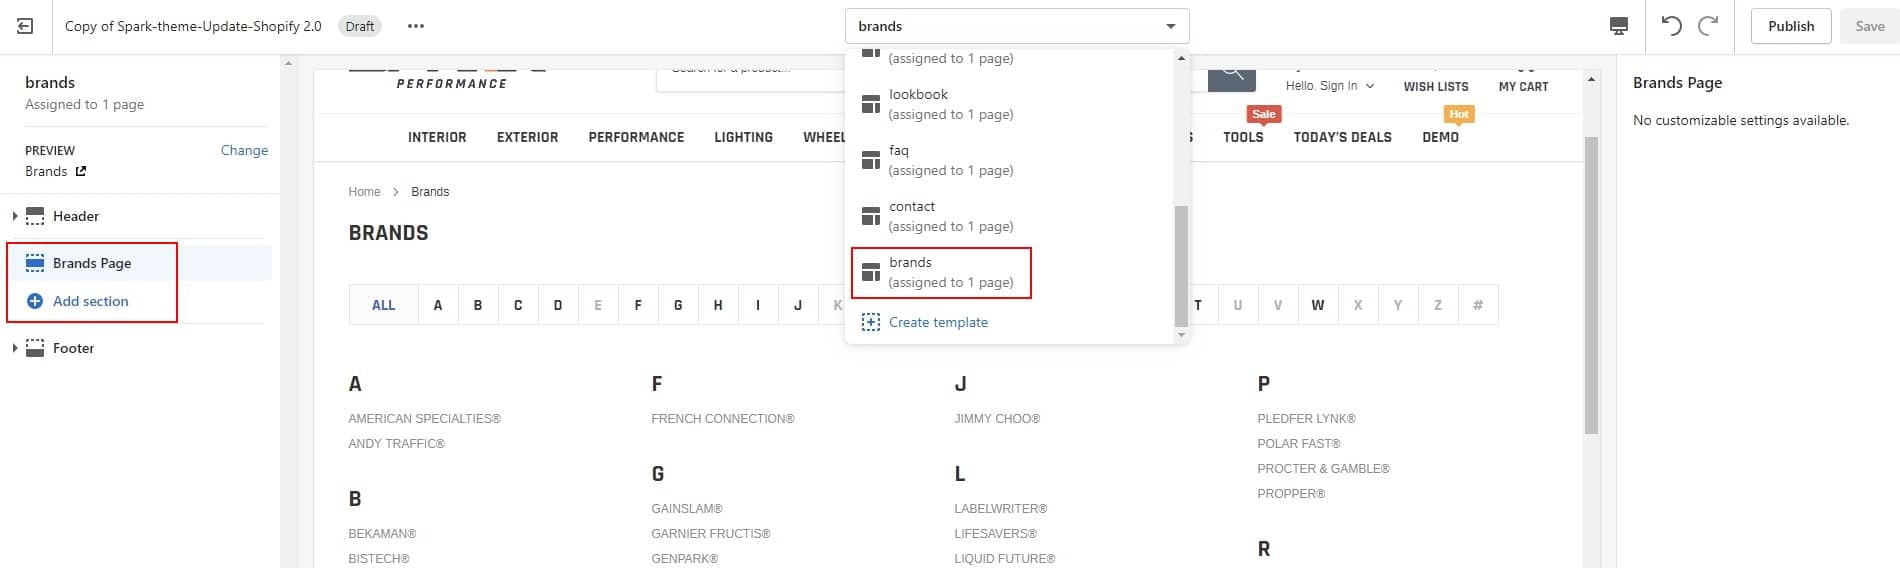 Copy of Spark-theme-Update-Shopify 2.0 Draft ••• brands Publish Save
brands
Assigned to 1 page
PREVIEW Change
Brands
Header
Brands Page
Add section
Footer
PERFORMANCE
Hello. Sign In WISH LISTS MY CART
Sale Hot
INTERIOR EXTERIOR PERFORMANCE LIGHTING TOOLS TODAY'S DEALS DEMO
Home > Brands
BRANDS
ALL A B C D E F G H I J K T U V W X Y Z #
A
AMERICAN SPECIALTIES®
ANDY TRAFFIC®
B
BEKAMAN®
BISTECH®
F
FRENCH CONNECTION®
G
GAINSLAM®
GARNIER FRUCTIS®
GENPARK®
J
JIMMY CHOO®
L
LABELWRITER®
LIFESAVERS®
LIQUID FUTURE®
P
PLEDFER LYNK®
POLAR FAST®
PROCTER & GAMBLE®
PROPPER®
R
(assigned to 1 page)
lookbook
(assigned to 1 page)
faq
(assigned to 1 page)
contact
(assigned to 1 page)
brands
(assigned to 1 page)
Create template
Brands Page
No customizable settings available.